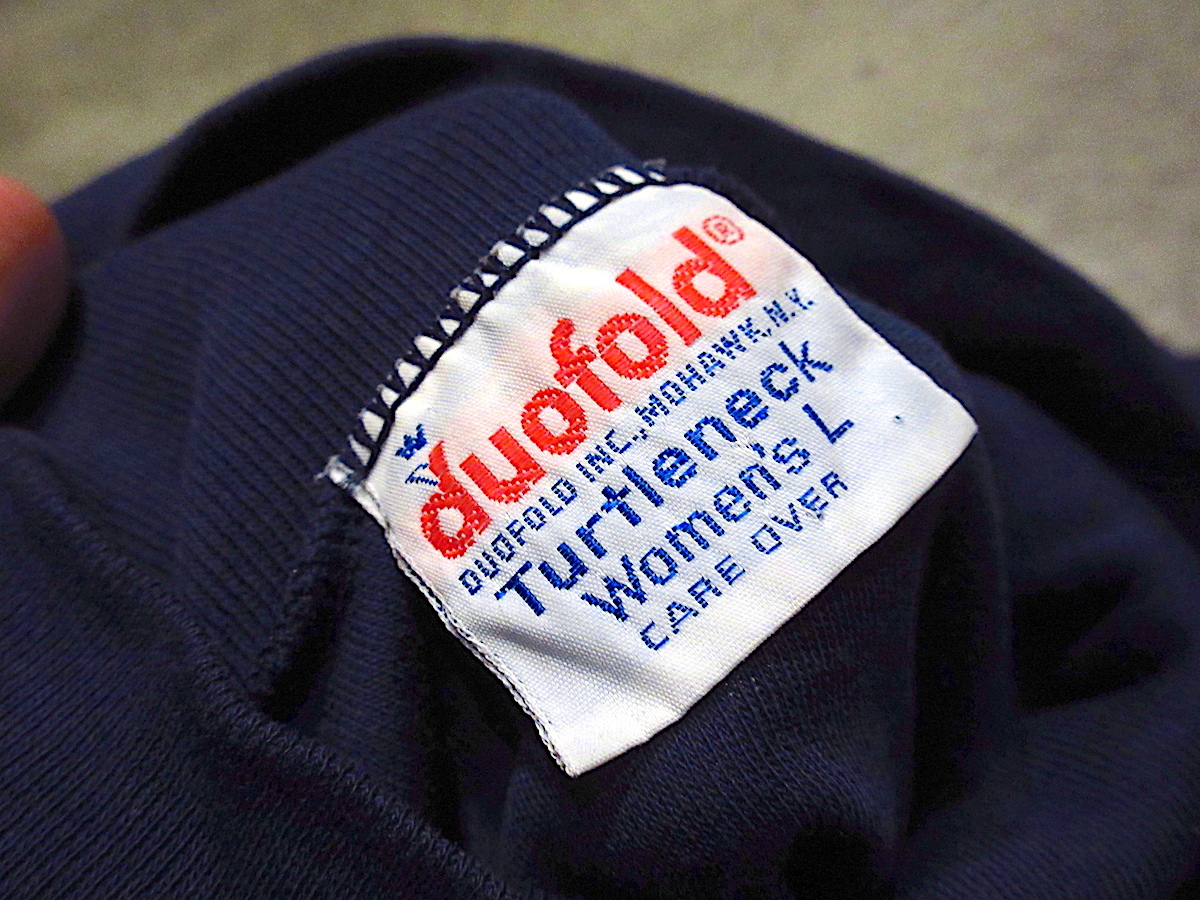 duofold®
DUOFOLD INC., MOHAWK, N.Y.
Turtleneck
Women's L
CARE OVER